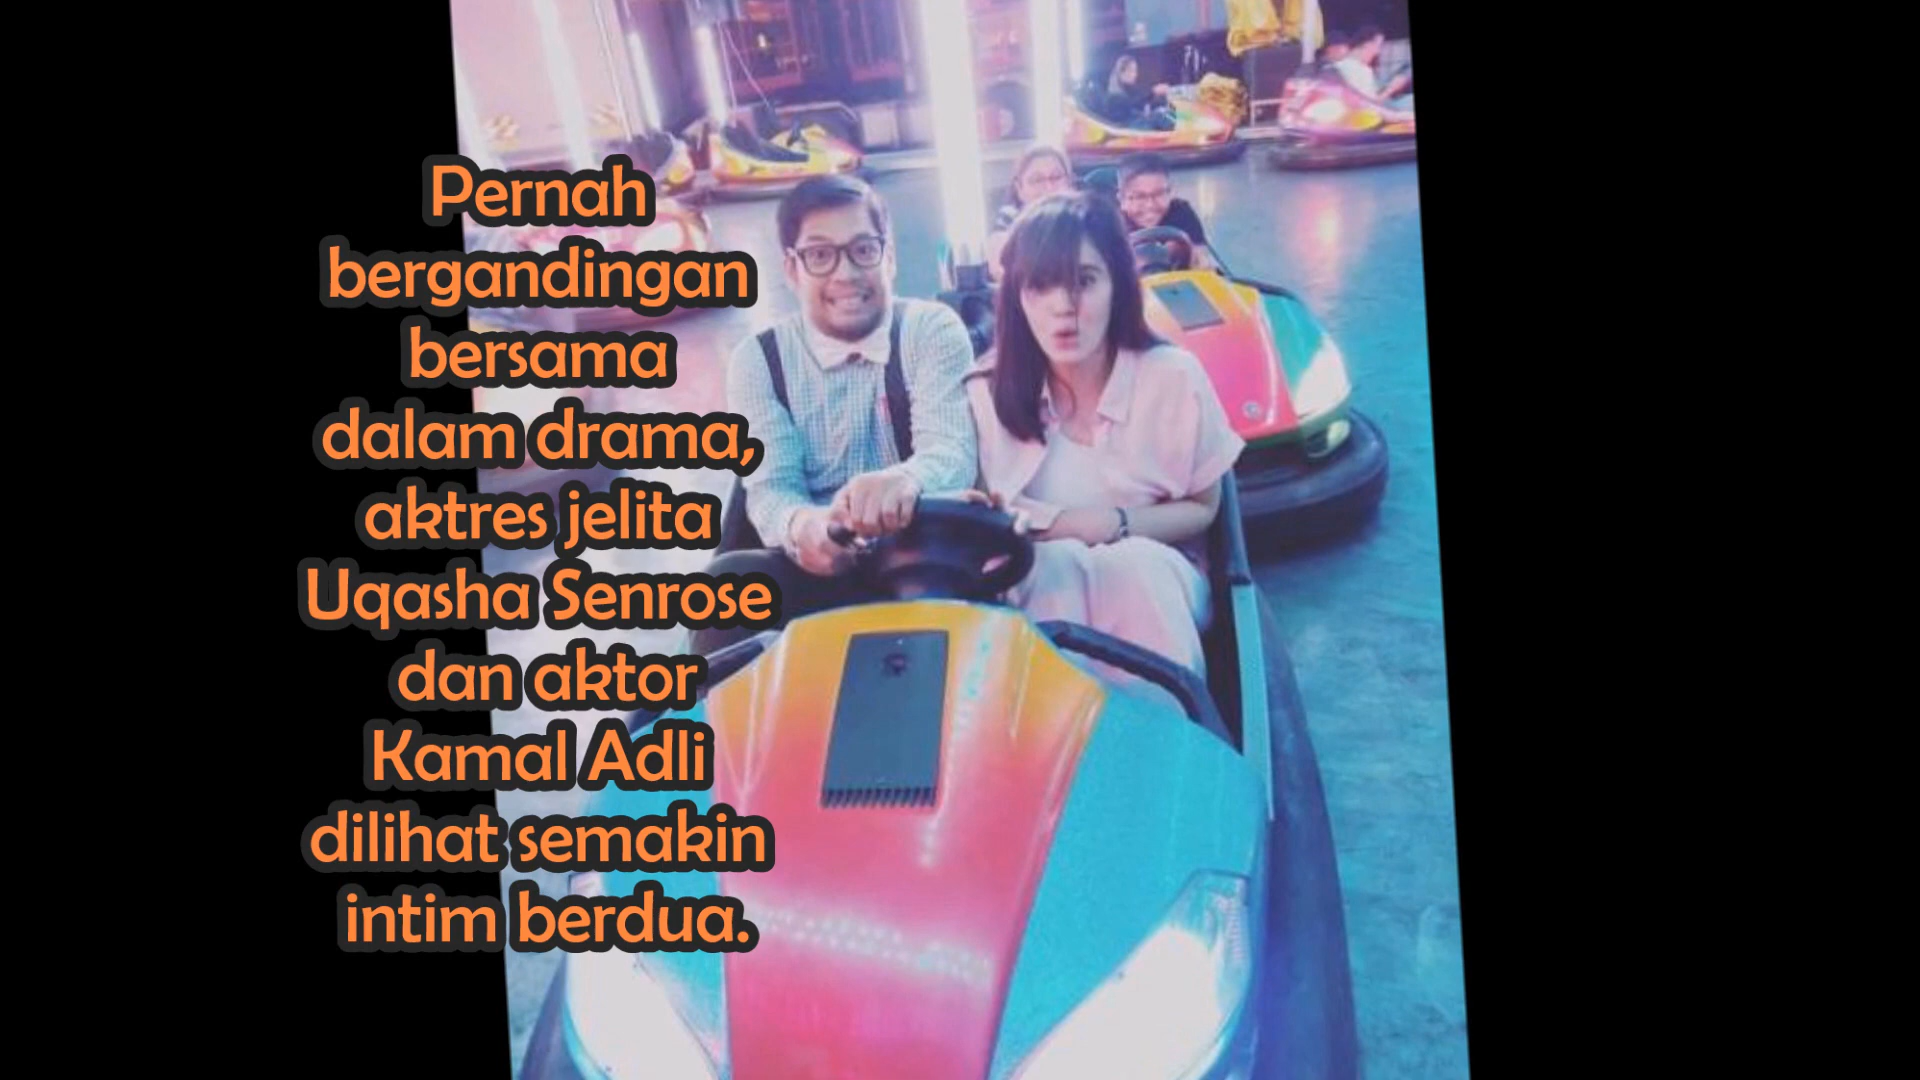 Pernah
bergandingan
bersama
dalam drama,
aktres jelita
Uqasha Senrose
dan aktor
Kamal Adli
dilihat semakin
intim berdua.